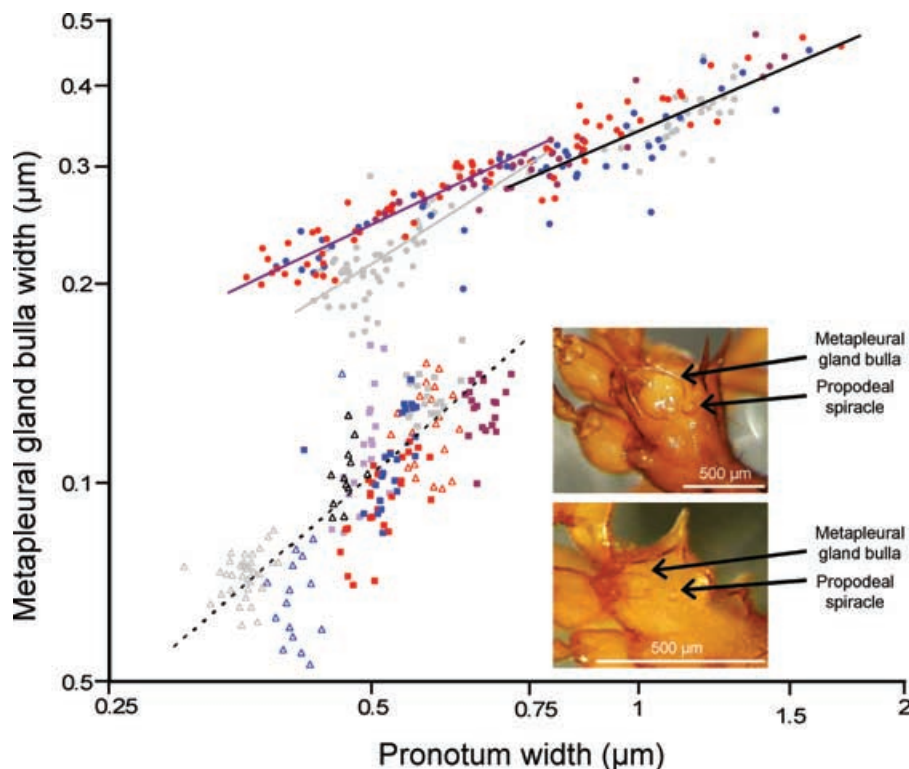 0.5
0.4
0.3
0.2
0.1
0.5
Metapleural gland bulla width (µm)
0.25
0.5
0.75
1
1.5
2
Pronotum width (µm)
Metapleural
gland bulla
Propodeal
spiracle
500 µm
Metapleural
gland bulla
Propodeal
spiracle
500 µm